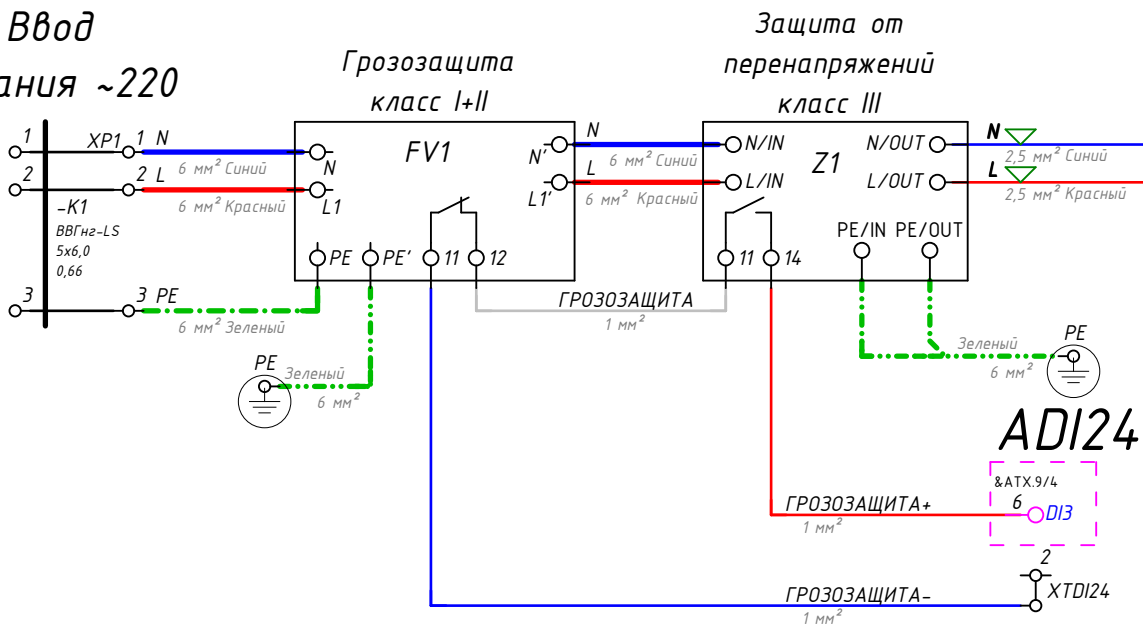 Ввод
ания ~220
Грозозащита
класс I+II
Защита от
перенапряжений
класс III
1
XP1
1
N
6 мм² Синий
N
FV1
N'
N
6 мм² Синий
N/IN
N/OUT
N
2,5 мм² Синий
2
2
L
6 мм² Красный
L1
L1'
L
6 мм² Красный
L/IN
Z1
L/OUT
L
2,5 мм² Красный
-К1
ВВГнг-LS
5х6,0
0,66
PE
PE'
11
12
11
14
PE/IN
PE/OUT
3
3
PE
6 мм² Зеленый
ГРОЗОЗАЩИТА
1 мм²
PE
Зеленый
6 мм²
Зеленый
6 мм²
PE
ADI24
&ATX.9/4
6
DI3
ГРОЗОЗАЩИТА+
1 мм²
2
XTDI24
ГРОЗОЗАЩИТА-
1 мм²